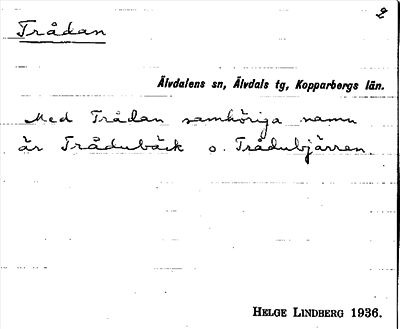 2
Trådan
Älvdalens sn, Älvdals tg, Kopparbergs län.
Med Trådan samhöriga namn
är Trådubäck o. Trådubjärren.
HELGE LINDBERG 1936.